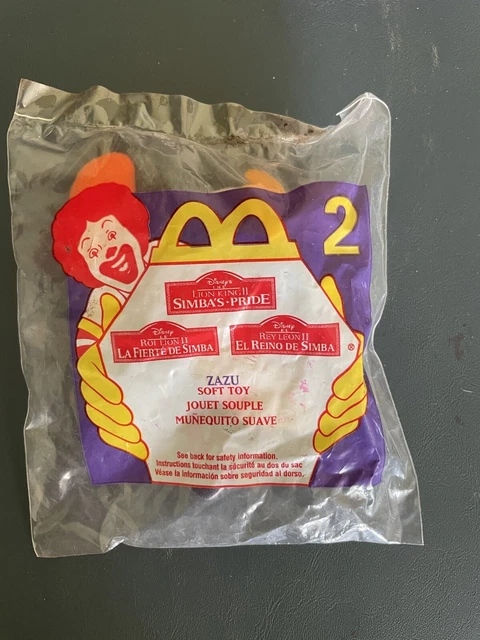 2
Disney's
THE
LION KING II
SIMBA'S • PRIDE
Disney
LE
ROI LION II
LA FIERTÉ DE SIMBA
Disney
EL
REY LEON II
EL REINO DE SIMBA
®
ZAZU
SOFT TOY
JOUET SOUPLE
MUÑEQUITO SUAVE
See back for safety information.
Instructions touchant la sécurité au dos du sac
Véase la información sobre seguridad al dorso.